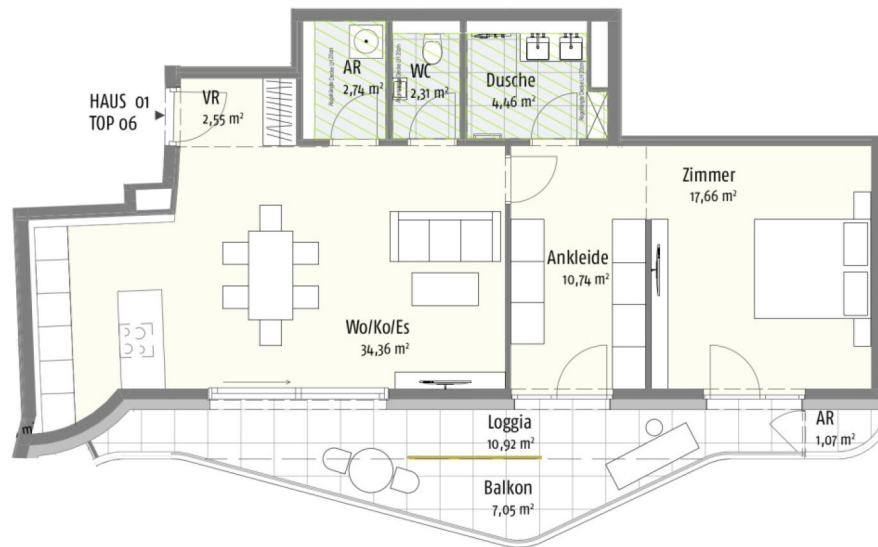 AR
2,74 m²
WC
2,31 m²
Dusche
4,46 m²
HAUS 01
TOP 06
VR
2,55 m²
Zimmer
17,66 m²
Ankleide
10,74 m²
Wo/Ko/Es
34,36 m²
Loggia
10,92 m²
AR
1,07 m²
Balkon
7,05 m²
m²